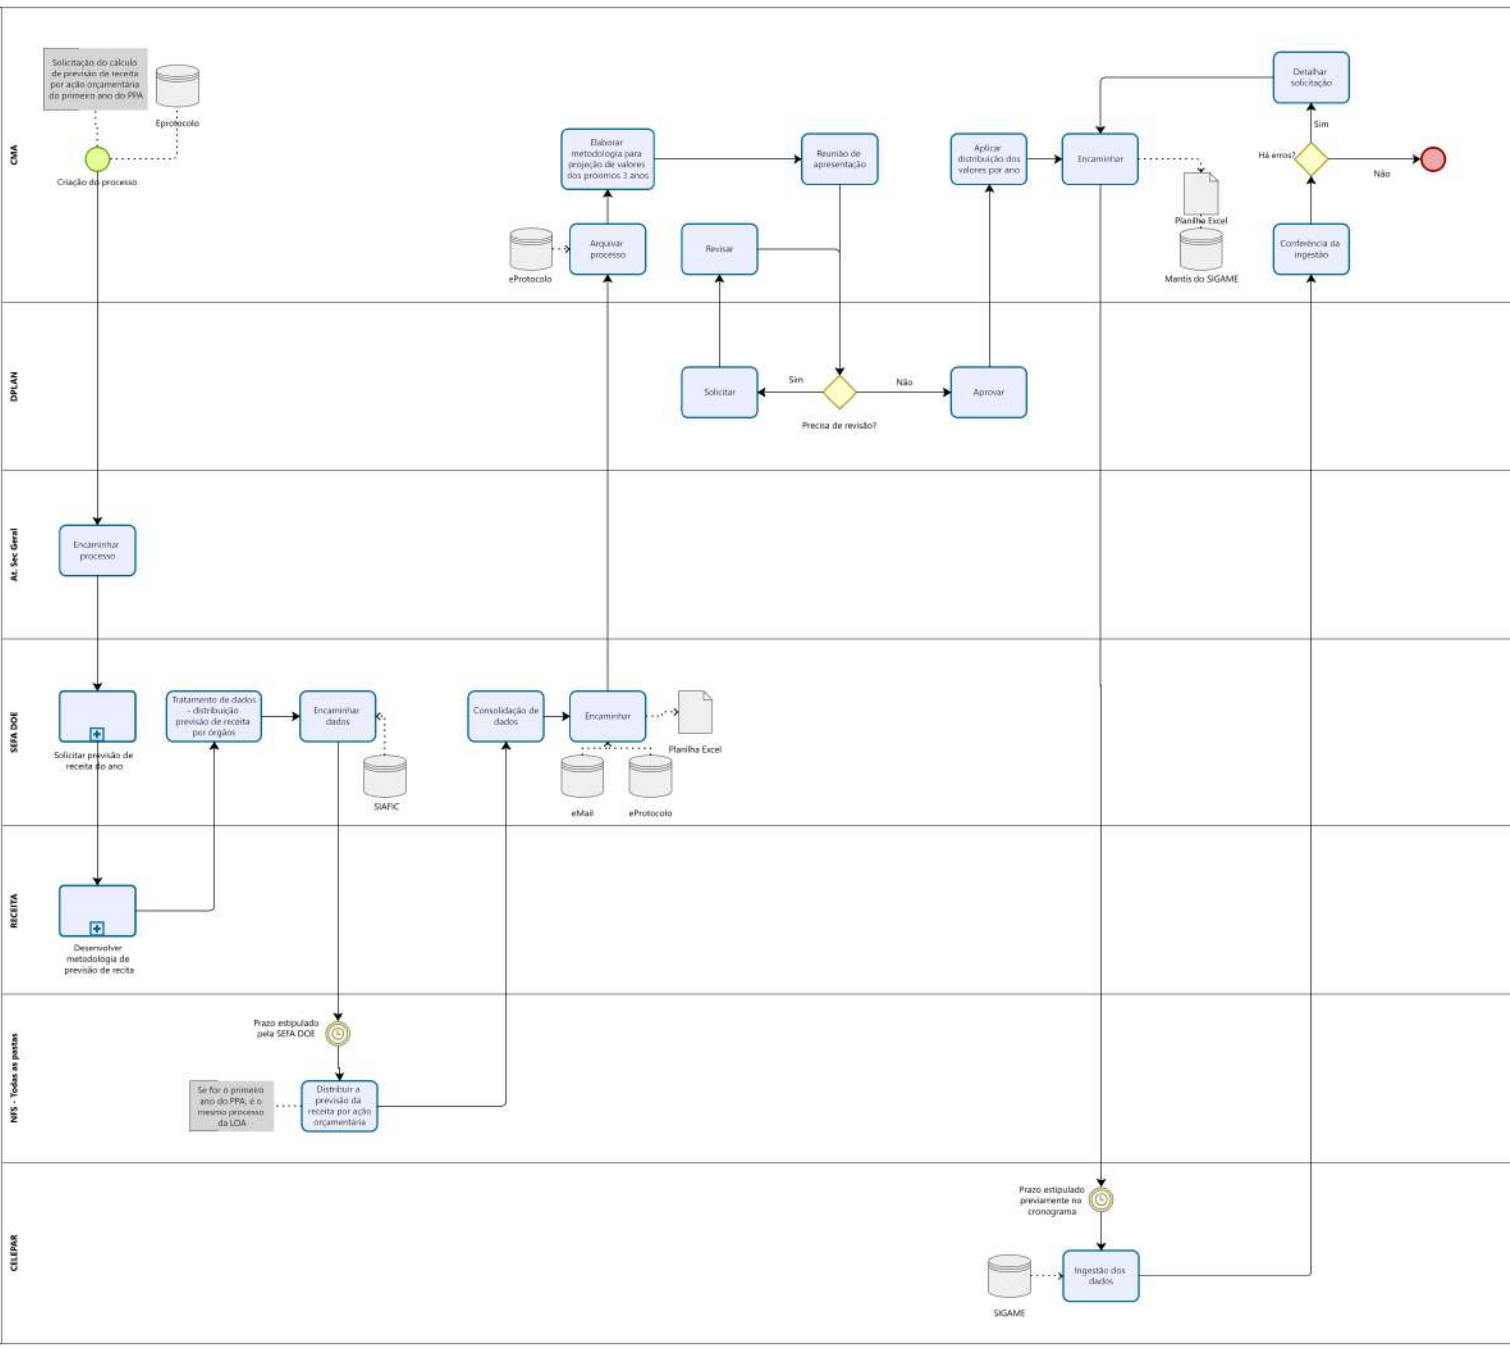 CMA
Solicitação do cálculo
de previsão de receita
por ação orçamentária
do primeiro ano do PPA
Eprotocolo
Criação do processo
Elaborar
metodologia para
projeção de valores
dos próximos 3 anos
Reunião de
apresentação
Arquivar
processo
eProtocolo
Revisar
Aplicar
distribuição dos
valores por ano
Encaminhar
Planilha Excel
Mantis do SIGAME
Detalhar
solicitação
Sim
Há erros?
Não
Conferência da
ingestão
DPLAN
Solicitar
Sim
Não
Precisa de revisão?
Aprovar
At. Sec Geral
Encaminhar
processo
SEFA DOE
Solicitar previsão de
receita do ano
Tratamento de dados
- distribuição
previsão de receita
por órgãos
Encaminhar
dados
SIAFIC
Consolidação de
dados
Encaminhar
Planilha Excel
eMail
eProtocolo
RECEITA
Desenvolver
metodologia de
previsão de recita
NFS - Todas as pastas
Prazo estipulado
pela SEFA DOE
Se for o primeiro
ano do PPA, é o
mesmo processo
da LOA
Distribuir a
previsão da
receita por ação
orçamentária
CELEPAR
Prazo estipulado
previamente no
cronograma
Ingestão dos
dados
SIGAME